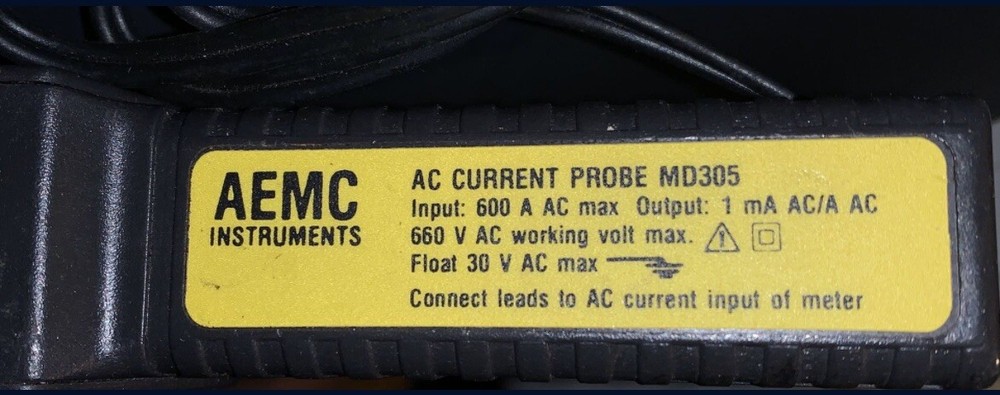 AEMC
INSTRUMENTS
AC CURRENT PROBE MD305
Input: 600 A AC max Output: 1 mA AC/A AC
660 V AC working volt max.
Float 30 V AC max
Connect leads to AC current input of meter